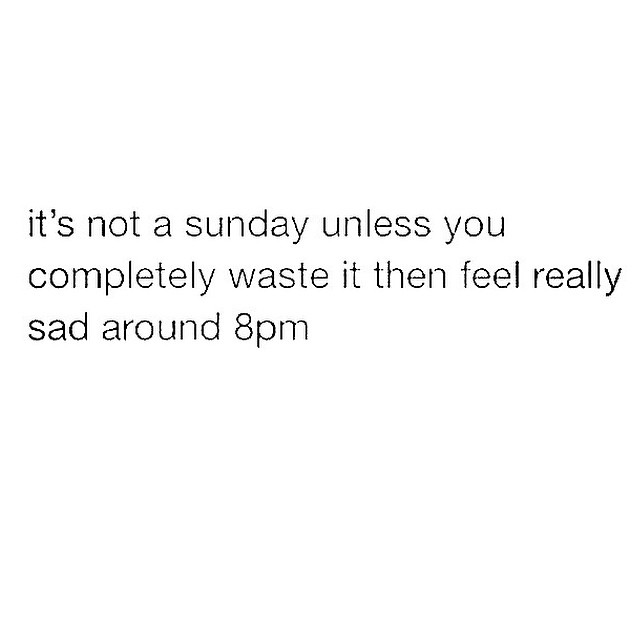 it's not a sunday unless you
completely waste it then feel really
sad around 8pm